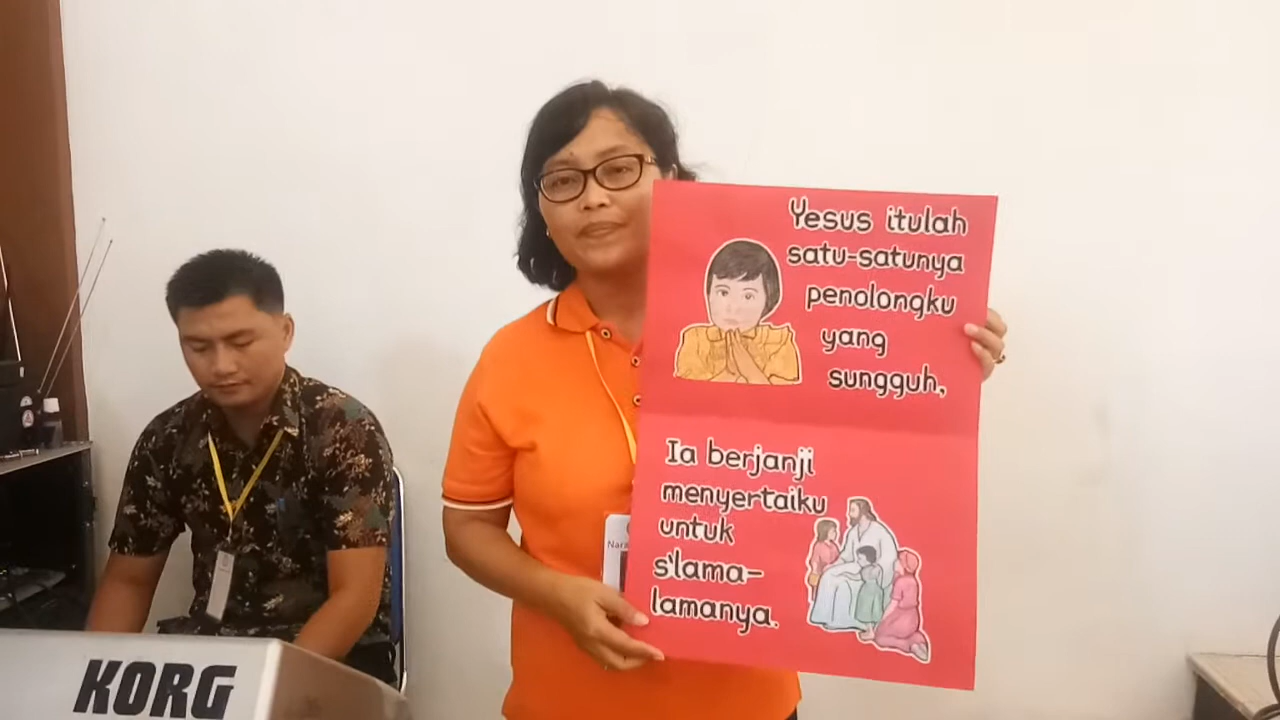 Yesus itulah
satu-satunya
penolongku
yang
sungguh,
Ia berjanji
menyertaiku
untuk
s'lama-
lamanya.
KORG